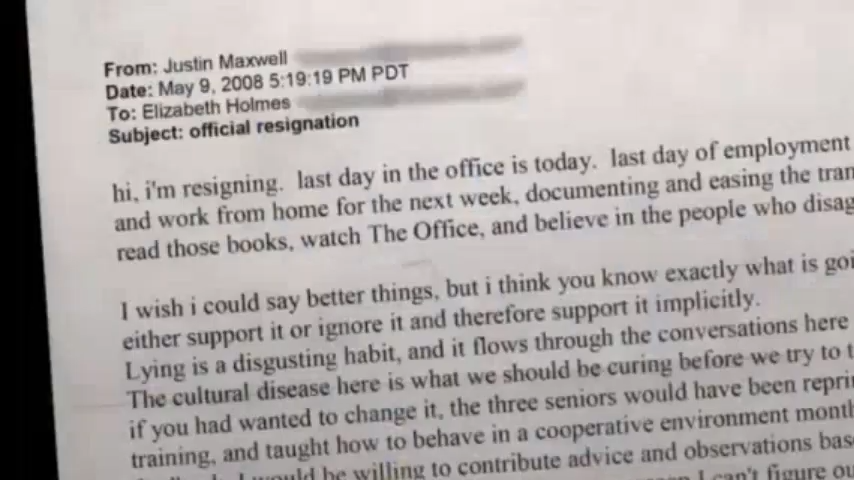 From: Justin Maxwell
Date: May 9, 2008 5:19:19 PM PDT
To: Elizabeth Holmes
Subject: official resignation
hi, i'm resigning. last day in the office is today. last day of employment
and work from home for the next week, documenting and easing the tran
read those books, watch The Office, and believe in the people who disag
I wish i could say better things, but i think you know exactly what is goi
either support it or ignore it and therefore support it implicitly.
Lying is a disgusting habit, and it flows through the conversations here
The cultural disease here is what we should be curing before we try to t
if you had wanted to change it, the three seniors would have been repri
training, and taught how to behave in a cooperative environment month
I would be willing to contribute advice and observations bas
I can't figure ou